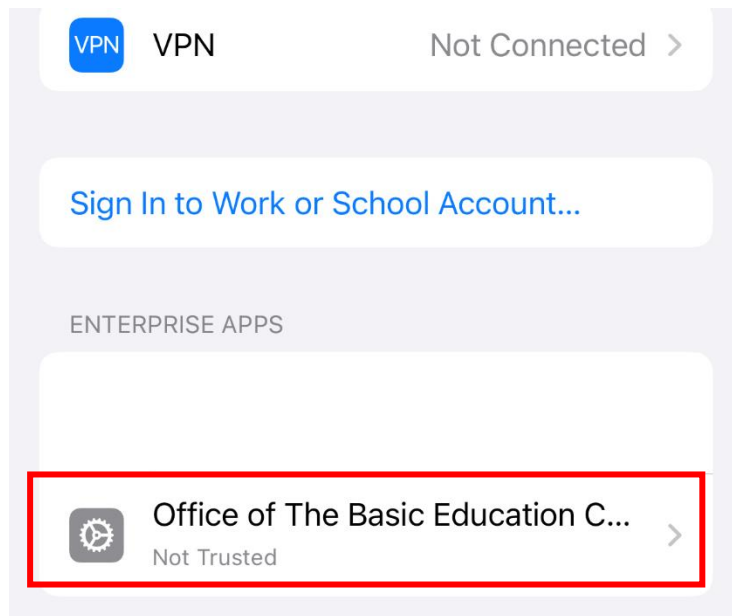 VPN VPN Not Connected
Sign In to Work or School Account...
ENTERPRISE APPS
Office of The Basic Education C...
Not Trusted